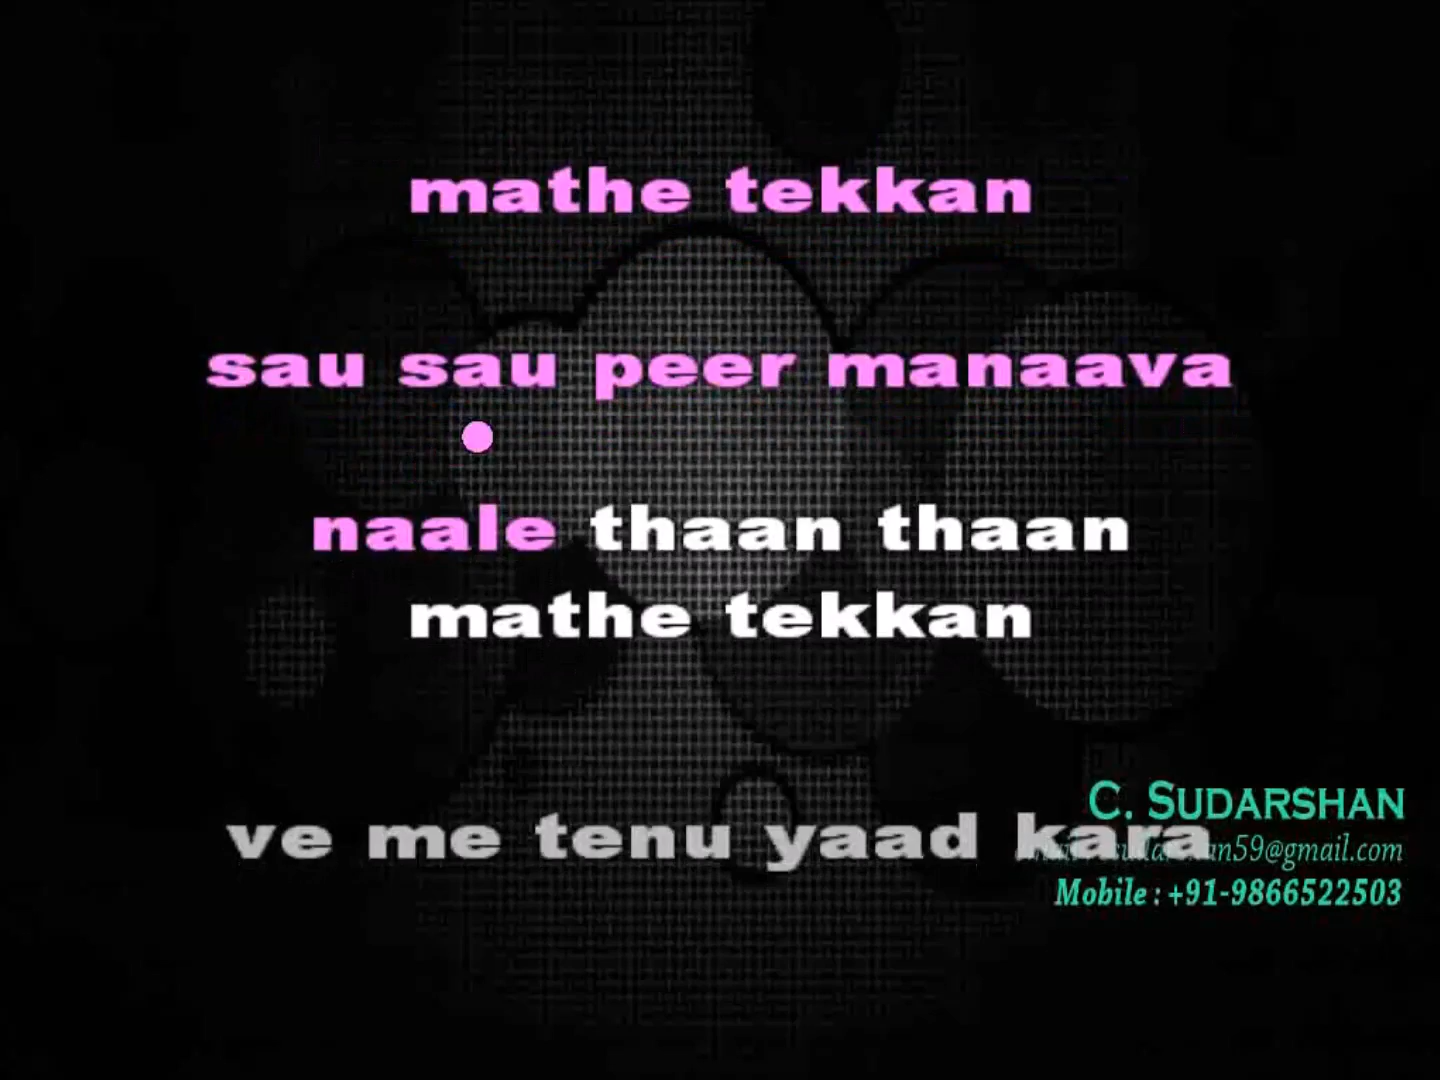 mathe tekkan
sau sau peer manaava
naale thaan thaan
mathe tekkan
C. SUDARSHAN
ve me tenu yaad kara
Mobile : +91-9866522503